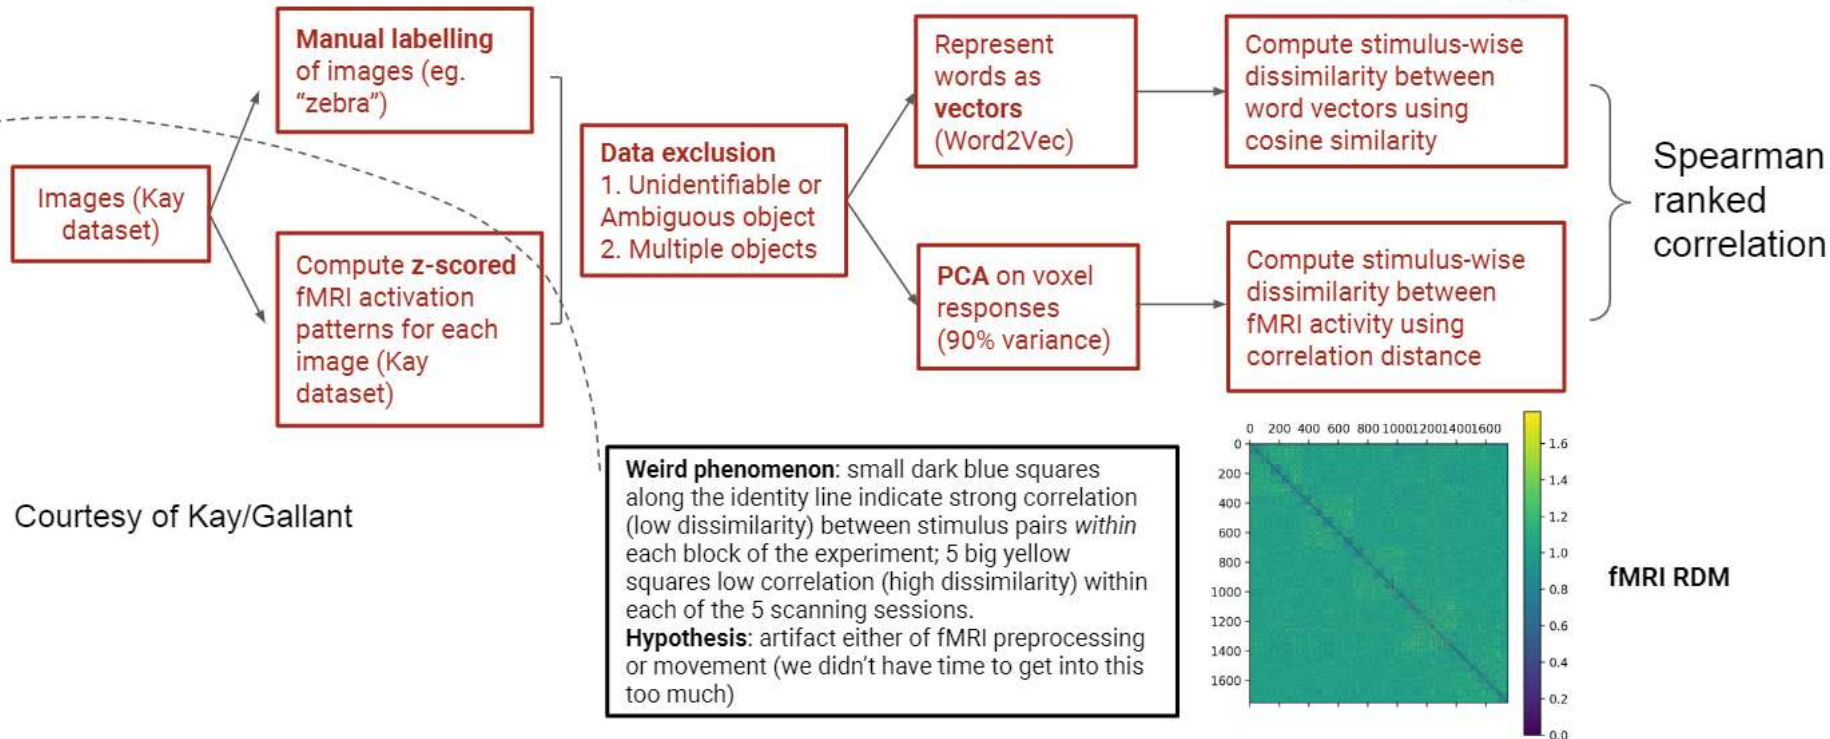 Manual labelling
of images (eg.
“zebra”)
Images (Kay
dataset)
Compute z-scored
fMRI activation
patterns for each
image (Kay
dataset)
Data exclusion
1. Unidentifiable or
Ambiguous object
2. Multiple objects
Represent
words as
vectors
(Word2Vec)
Compute stimulus-wise
dissimilarity between
word vectors using
cosine similarity
PCA on voxel
responses
(90% variance)
Compute stimulus-wise
dissimilarity between
fMRI activity using
correlation distance
Spearman
ranked
correlation
Courtesy of Kay/Gallant
Weird phenomenon: small dark blue squares
along the identity line indicate strong correlation
(low dissimilarity) between stimulus pairs within
each block of the experiment; 5 big yellow
squares low correlation (high dissimilarity) within
each of the 5 scanning sessions.
Hypothesis: artifact either of fMRI preprocessing
or movement (we didn’t have time to get into this
too much)
0 200 400 600 800 1000 1200 1400 1600
0
200
400
600
800
1000
1200
1400
1600
1.6
1.4
1.2
1.0
0.8
0.6
0.4
0.2
0.0
fMRI RDM